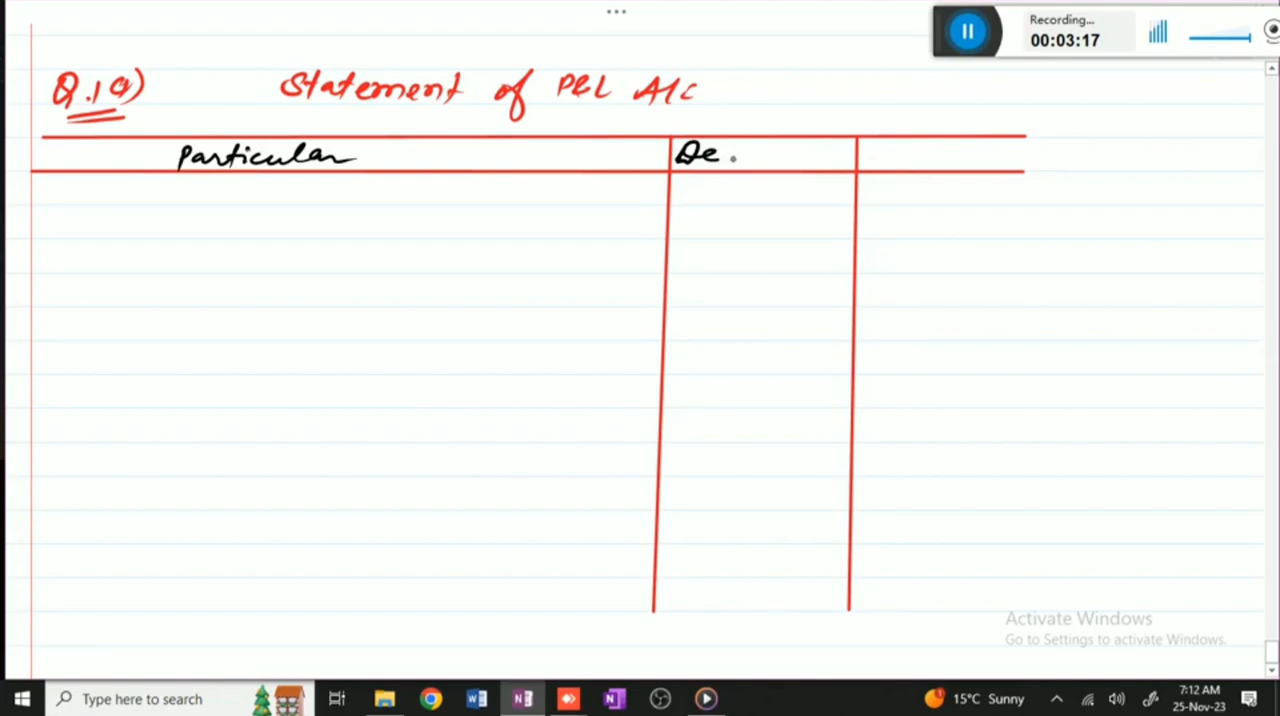 Recording...
00:03:17
Q.1 a) Statement of P&L A/c
Particular De.
Activate Windows
Go to Settings to activate Windows.
Type here to search
15°C Sunny
7:12 AM
25-Nov-23